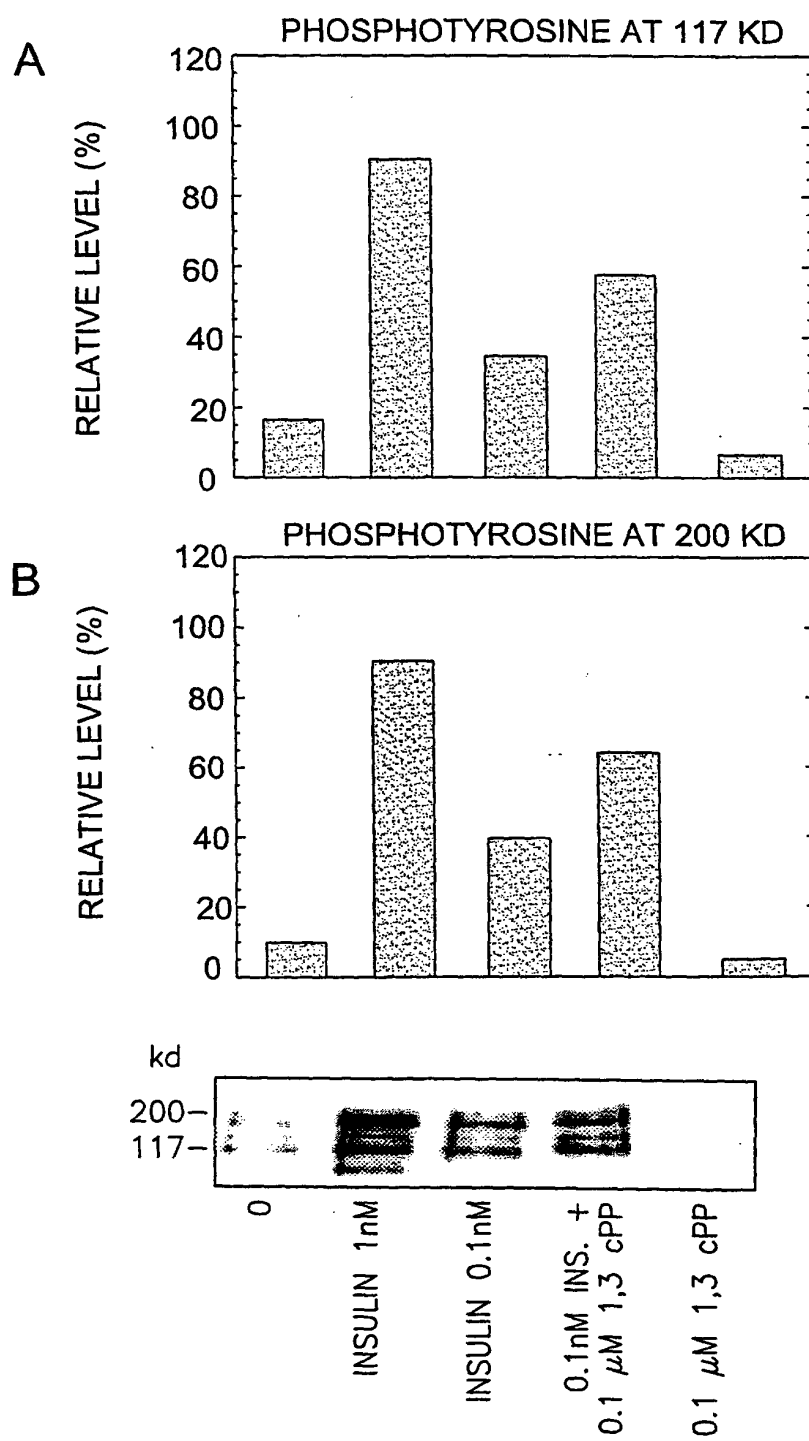 A
PHOSPHOTYROSINE AT 117 KD
RELATIVE LEVEL (%)
120
100
80
60
40
20
0
B
PHOSPHOTYROSINE AT 200 KD
RELATIVE LEVEL (%)
120
100
80
60
40
20
0
kd
200-
117-
0
INSULIN 1nM
INSULIN 0.1nM
0.1nM INS. +
0.1 μM 1,3 cPP
0.1 μM 1,3 cPP